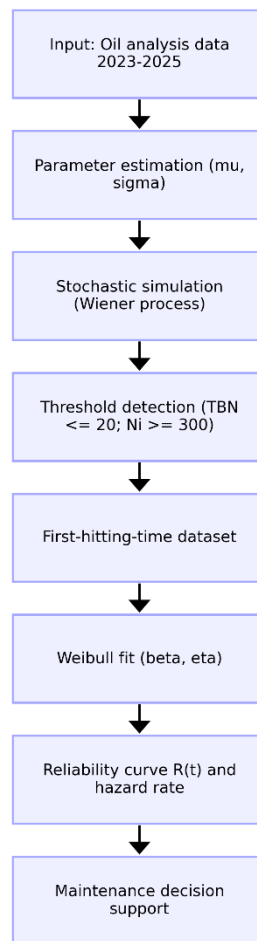 Input: Oil analysis data
2023-2025
Parameter estimation (mu,
sigma)
Stochastic simulation
(Wiener process)
Threshold detection (TBN
<= 20; Ni >= 300)
First-hitting-time dataset
Weibull fit (beta, eta)
Reliability curve R(t) and
hazard rate
Maintenance decision
support